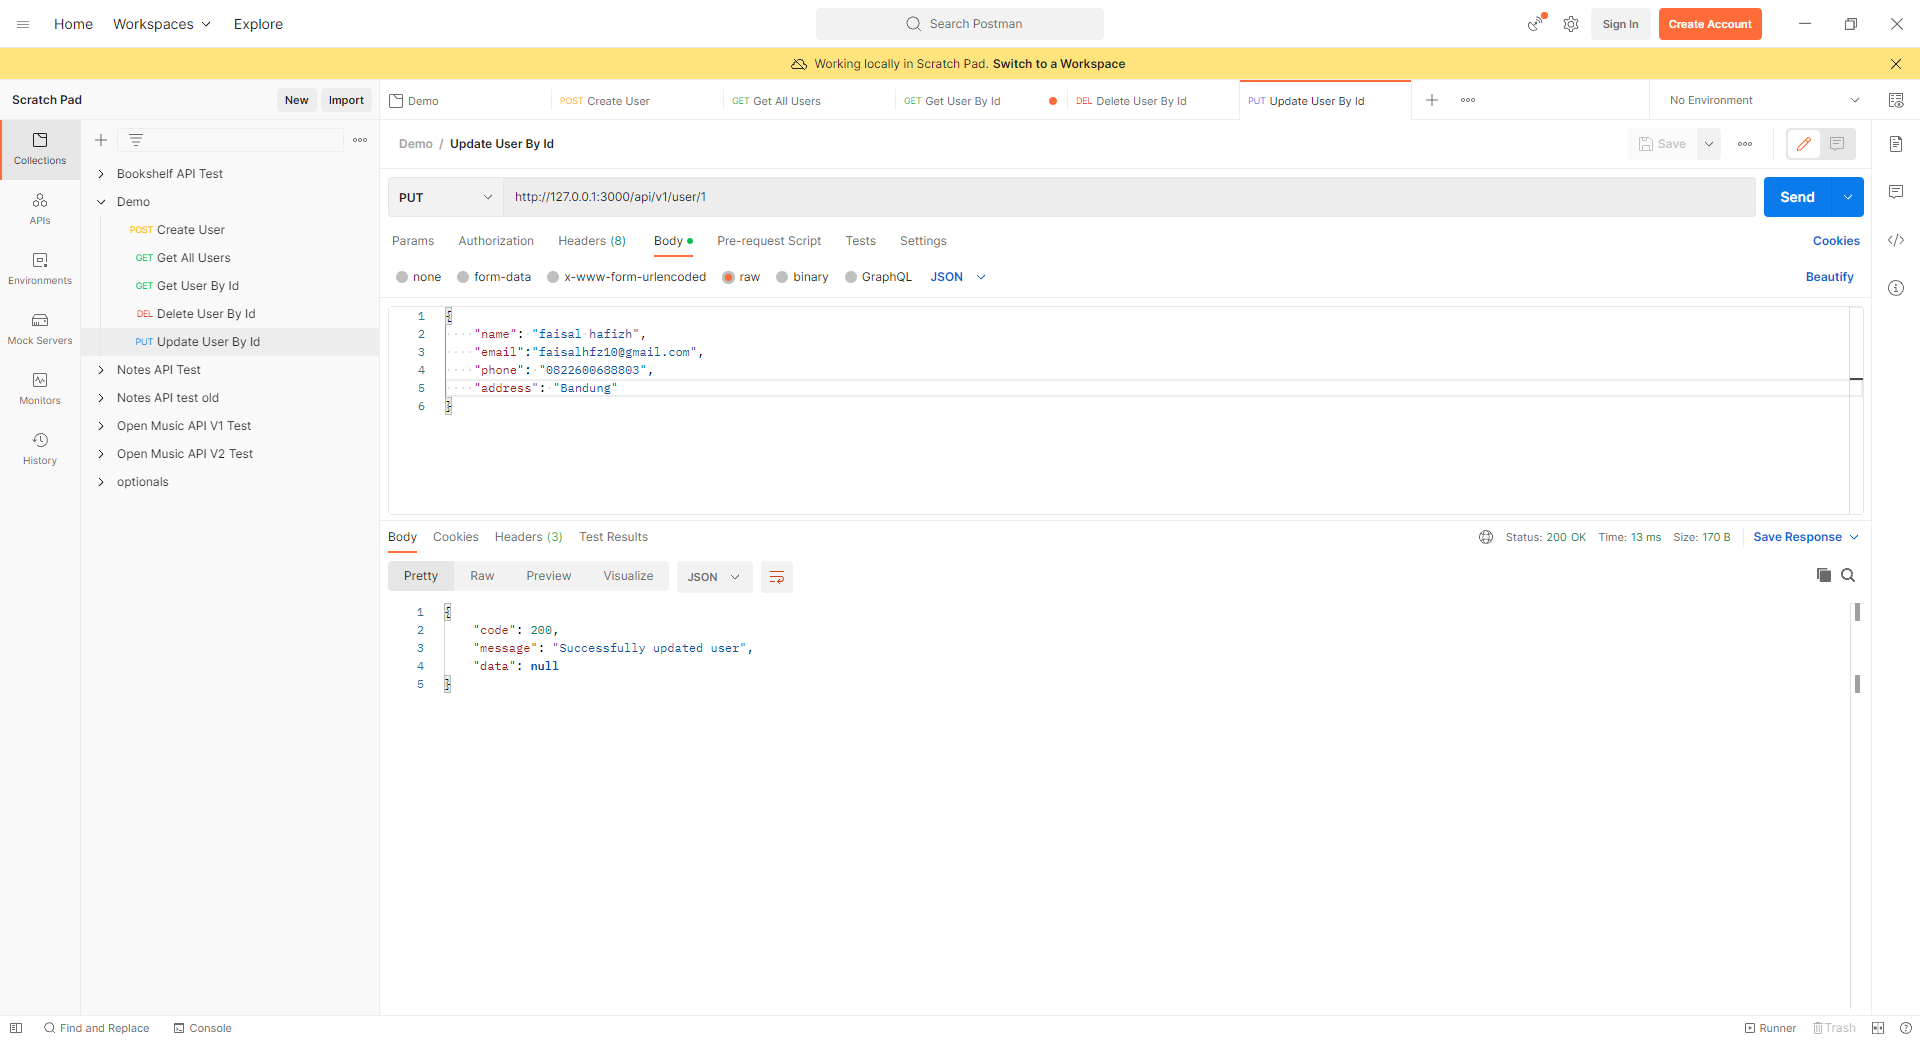 Home Workspaces Explore Search Postman Sign In Create Account
Working locally in Scratch Pad. Switch to a Workspace
Scratch Pad New Import
Demo POST Create User GET Get All Users GET Get User By Id DEL Delete User By Id PUT Update User By Id No Environment
Collections
APIs
Environments
Mock Servers
Monitors
History
Bookshelf API Test
Demo
POST Create User
GET Get All Users
GET Get User By Id
DEL Delete User By Id
PUT Update User By Id
Notes API Test
Notes API test old
Open Music API V1 Test
Open Music API V2 Test
optionals
Demo / Update User By Id Save
PUT http://127.0.0.1:3000/api/v1/user/1 Send
Params Authorization Headers (8) Body Pre-request Script Tests Settings Cookies
none form-data x-www-form-urlencoded raw binary GraphQL JSON Beautify
1 {
2 "name": "faisal hafizh",
3 "email":"faisalhfz10@gmail.com",
4 "phone": "0822600688803",
5 "address": "Bandung"
6 }
Body Cookies Headers (3) Test Results Status: 200 OK Time: 13 ms Size: 170 B Save Response
Pretty Raw Preview Visualize JSON
1 {
2 "code": 200,
3 "message": "Successfully updated user",
4 "data": null
5 }
Find and Replace Console Runner Trash